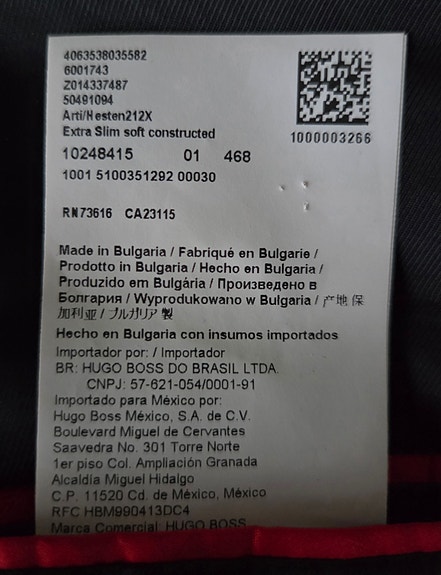 4063538035582
6001743
Z014337487
50491094
Arti/Hesten212X
Extra Slim soft constructed
1000003266
10248415 01 468
1001 5100351292 00030
RN73616 CA23115
Made in Bulgaria / Fabriqué en Bulgarie /
Prodotto in Bulgaria / Hecho en Bulgaria /
Produzido em Bulgária / Произведено в
Болгария / Wyprodukowano w Bulgaria / 产地 保
加利亚 / ブルガリア 製
Hecho en Bulgaria con insumos importados
Importador por: / Importador
BR: HUGO BOSS DO BRASIL LTDA.
CNPJ: 57-621-054/0001-91
Importado para México por:
Hugo Boss México, S.A. de C.V.
Boulevard Miguel de Cervantes
Saavedra No. 301 Torre Norte
1er piso Col. Ampliación Granada
Alcaldía Miguel Hidalgo
C.P. 11520 Cd. de México, México
RFC HBM990413DC4
Marca Comercial: HUGO BOSS